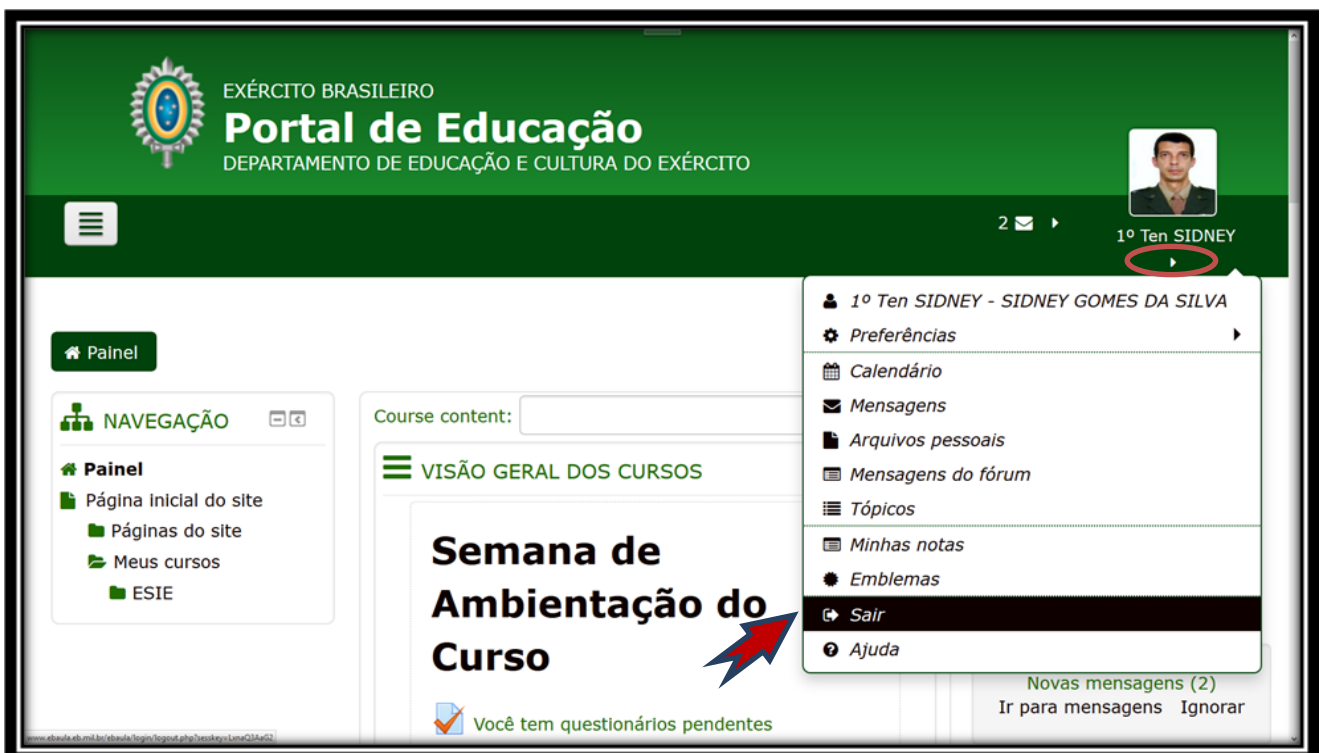 EXÉRCITO BRASILEIRO
Portal de Educação
DEPARTAMENTO DE EDUCAÇÃO E CULTURA DO EXÉRCITO
2
1º Ten SIDNEY
1º Ten SIDNEY - SIDNEY GOMES DA SILVA
Preferências
Calendário
Mensagens
Arquivos pessoais
Mensagens do fórum
Tópicos
Minhas notas
Emblemas
Sair
Ajuda
Painel
NAVEGAÇÃO
Painel
Página inicial do site
Páginas do site
Meus cursos
ESIE
Course content:
VISÃO GERAL DOS CURSOS
Semana de
Ambientação do
Curso
Você tem questionários pendentes
Novas mensagens (2)
Ir para mensagens Ignorar